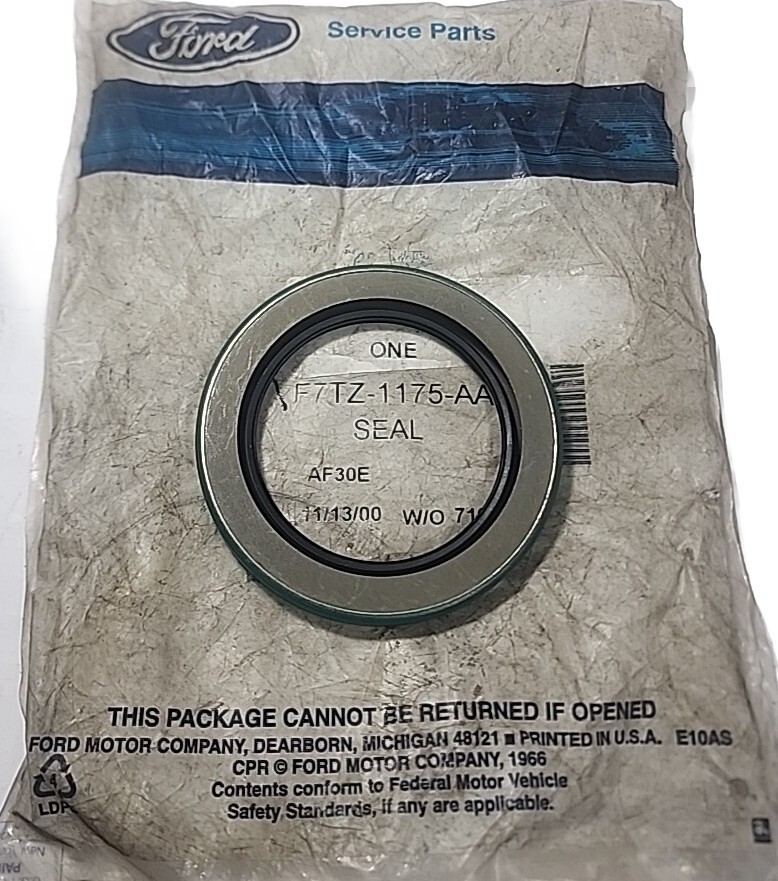 Ford
Service Parts
ONE
F7TZ-1175-AA
SEAL
AF30E
11/13/00 W/O
THIS PACKAGE CANNOT BE RETURNED IF OPENED
FORD MOTOR COMPANY, DEARBORN, MICHIGAN 48121 ■ PRINTED IN U.S.A. E10AS
CPR © FORD MOTOR COMPANY, 1966
Contents conform to Federal Motor Vehicle
Safety Standards, if any are applicable.
4